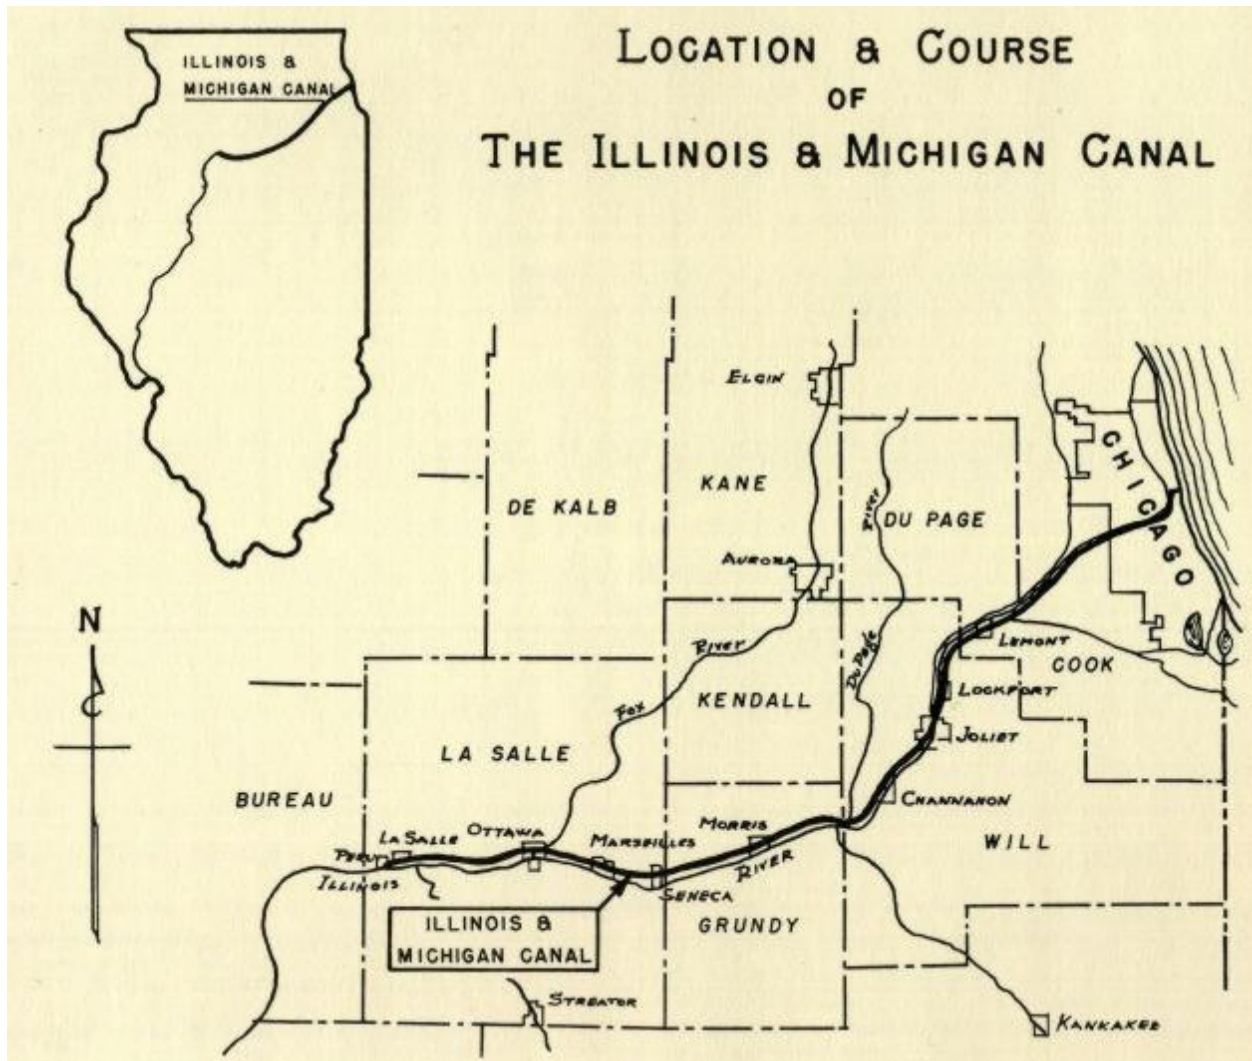 LOCATION & COURSE
OF
THE ILLINOIS & MICHIGAN CANAL
ILLINOIS &
MICHIGAN CANAL
N
ELGIN
KANE
DE KALB
RIVER
DU PAGE
CHICAGO
AURORA
RIVER
DU PAGE
LEMONT
COOK
LOCKPORT
KENDALL
FOX
JOLIET
LA SALLE
BUREAU
CHANNAHON
MORRIS
OTTAWA
LA SALLE
MARSEILLES
WILL
PERU
RIVER
ILLINOIS
SENECA
ILLINOIS &
MICHIGAN CANAL
GRUNDY
STREATOR
KANKAKEE